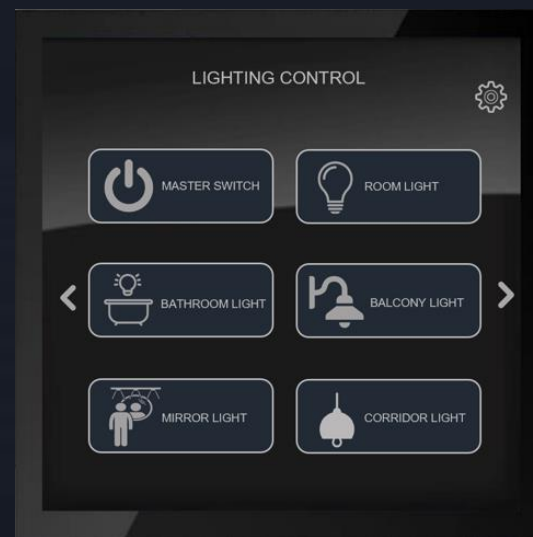 LIGHTING CONTROL
MASTER SWITCH
ROOM LIGHT
BATHROOM LIGHT
BALCONY LIGHT
MIRROR LIGHT
CORRIDOR LIGHT